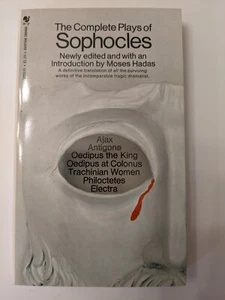 The Complete Plays of
Sophocles
Newly edited and with an
Introduction by Moses Hadas
A definitive translation of all the surviving
works of the incomparable tragic dramatist.
Ajax
Antigone
Oedipus the King
Oedipus at Colonus
Trachinian Women
Philoctetes
Electra